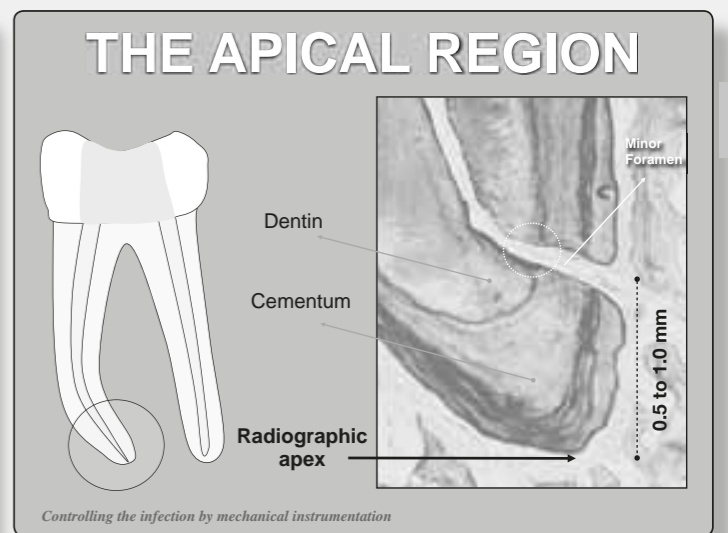 THE APICAL REGION
Minor
Foramen
Dentin
Cementum
0.5 to 1.0 mm
Radiographic
apex
Controlling the infection by mechanical instrumentation